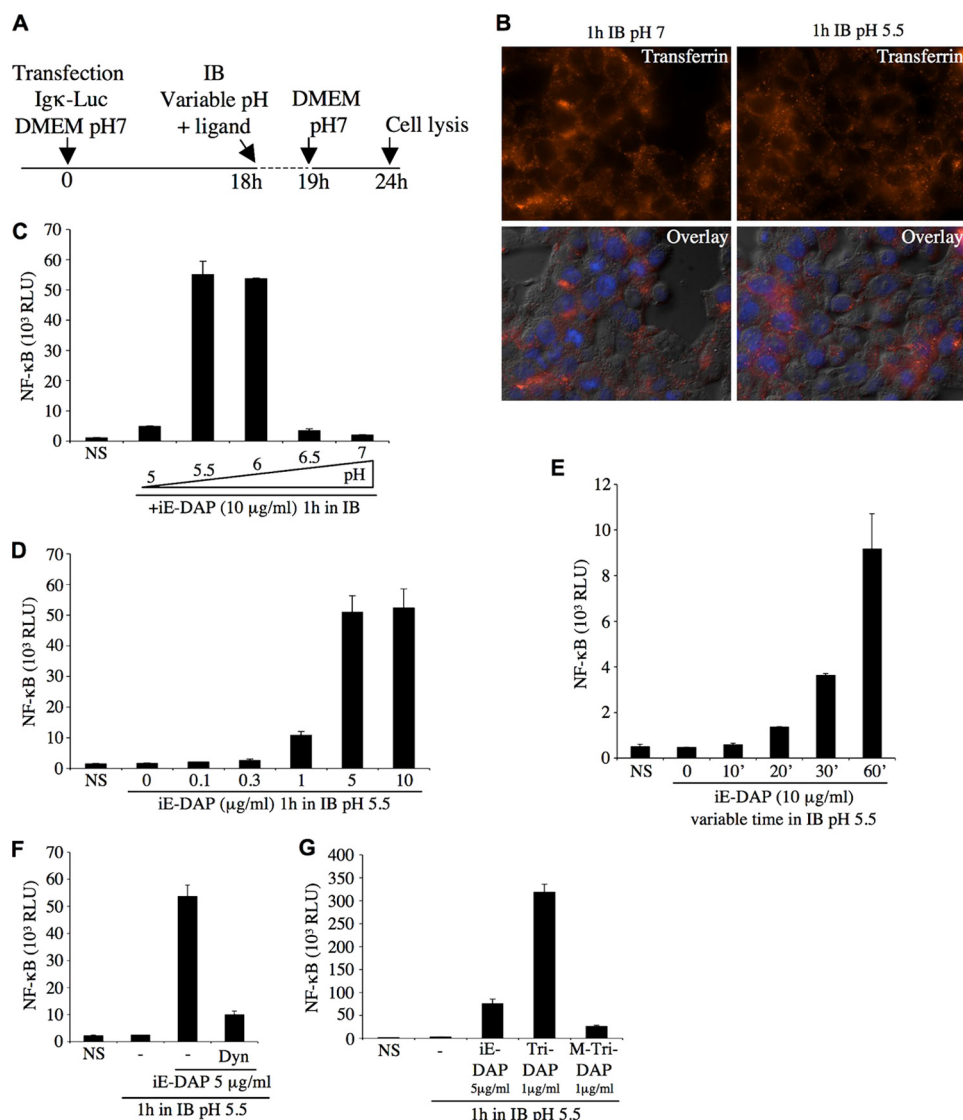 A
Transfection
Igκ-Luc
DMEM pH7
IB
Variable pH
+ ligand
DMEM
pH7
Cell lysis
0
18h
19h
24h
B
1h IB pH 7
1h IB pH 5.5
Transferrin
Transferrin
Overlay
Overlay
C
NF-κB (10³ RLU)
70
60
50
40
30
20
10
0
NS
5
5.5
6
6.5
7
pH
+iE-DAP (10 µg/ml) 1h in IB
D
NF-κB (10³ RLU)
70
60
50
40
30
20
10
0
NS
0
0.1
0.3
1
5
10
iE-DAP (µg/ml) 1h in IB pH 5.5
E
NF-κB (10³ RLU)
12
10
8
6
4
2
0
NS
0
10’
20’
30’
60’
iE-DAP (10 µg/ml)
variable time in IB pH 5.5
F
NF-κB (10³ RLU)
70
60
50
40
30
20
10
0
NS
-
-
Dyn
iE-DAP 5 µg/ml
1h in IB pH 5.5
G
NF-κB (10³ RLU)
400
350
300
250
200
150
100
50
0
NS
-
iE-
DAP
5µg/ml
Tri-
DAP
1µg/ml
M-Tri-
DAP
1µg/ml
1h in IB pH 5.5